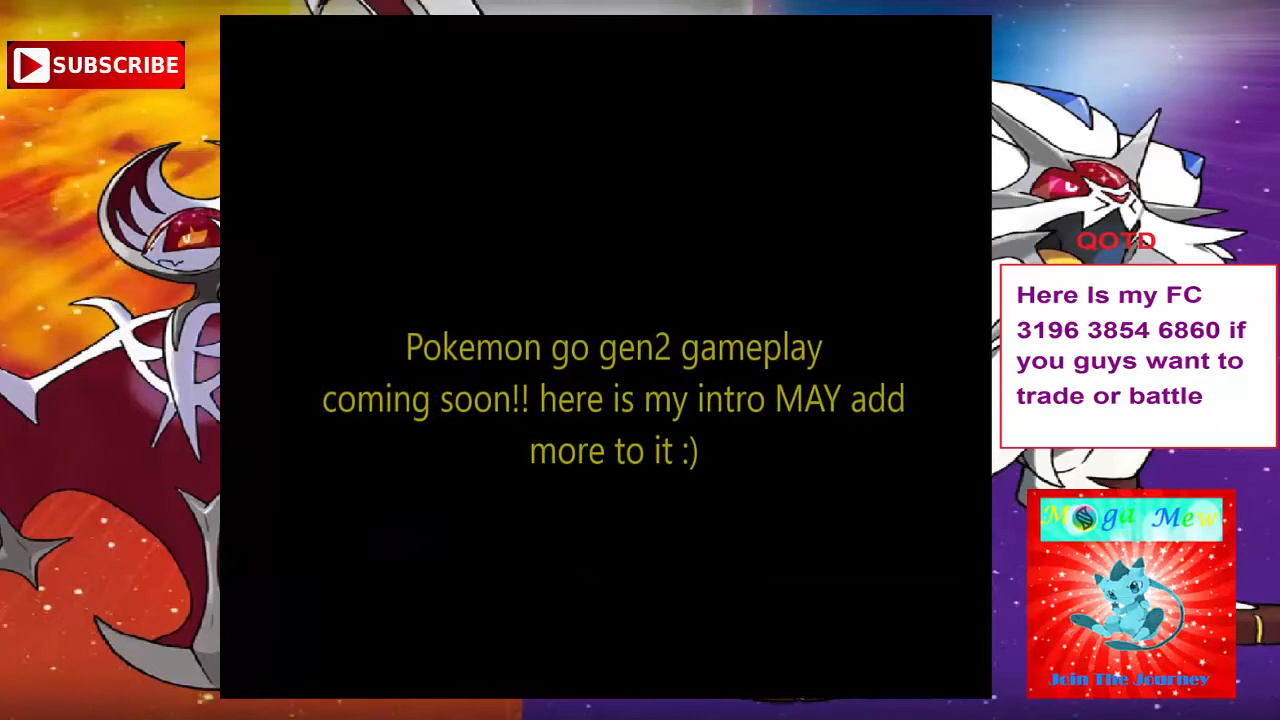 SUBSCRIBE
Pokemon go gen2 gameplay
coming soon!! here is my intro MAY add
more to it :)
QOTD
Here Is my FC
3196 3854 6860 if
you guys want to
trade or battle
Mega Mew
Join The Journey